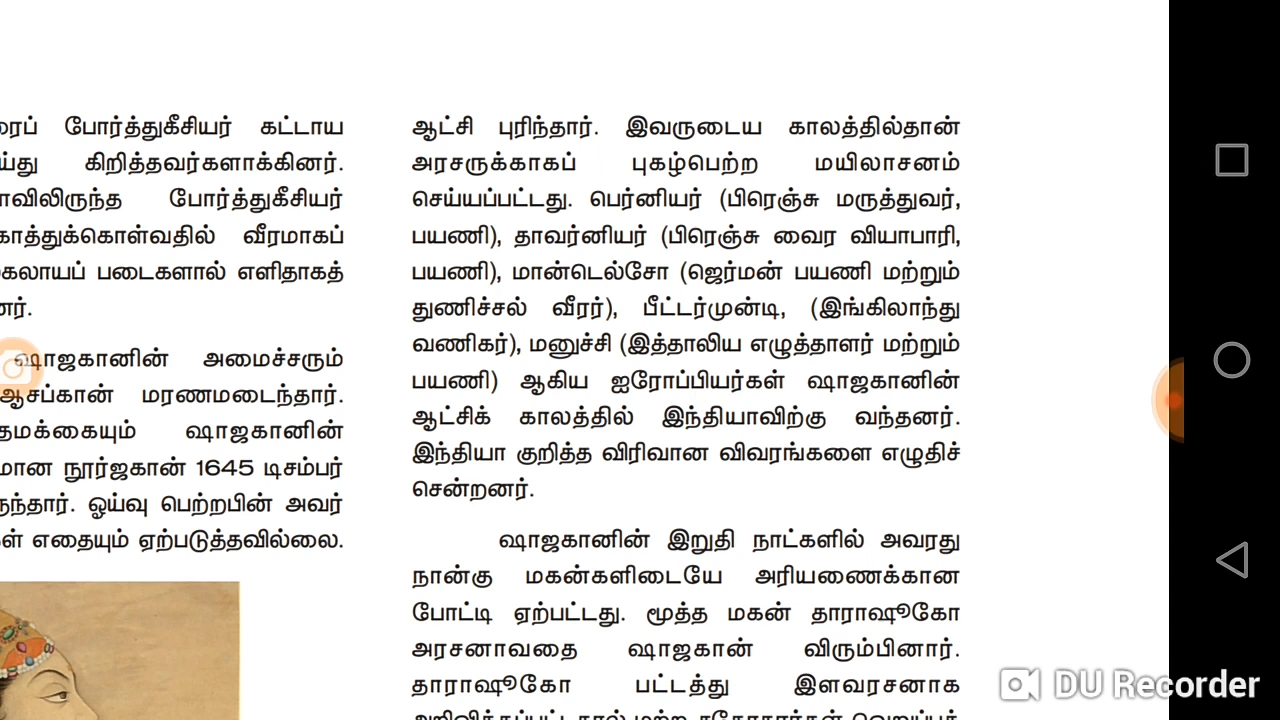 ரைப் போர்த்துகீசியர் கட்டாய
ய்து கிறித்தவர்களாக்கினர்.
ாவிலிருந்த போர்த்துகீசியர்
காத்துக்கொள்வதில் வீரமாகப்
கலாயப் படைகளால் எளிதாகத்
னர்.
ஷாஜகானின் அமைச்சரும்
ஆசப்கான் மரணமடைந்தார்.
தமக்கையும் ஷாஜகானின்
மான நூர்ஜகான் 1645 டிசம்பர்
ந்தார். ஓய்வு பெற்றபின் அவர்
கள் எதையும் ஏற்படுத்தவில்லை.
ஆட்சி புரிந்தார். இவருடைய காலத்தில்தான்
அரசருக்காகப் புகழ்பெற்ற மயிலாசனம்
செய்யப்பட்டது. பெர்னியர் (பிரெஞ்சு மருத்துவர்,
பயணி), தாவர்னியர் (பிரெஞ்சு வைர வியாபாரி,
பயணி), மான்டெல்சோ (ஜெர்மன் பயணி மற்றும்
துணிச்சல் வீரர்), பீட்டர்முன்டி, (இங்கிலாந்து
வணிகர்), மனுச்சி (இத்தாலிய எழுத்தாளர் மற்றும்
பயணி) ஆகிய ஐரோப்பியர்கள் ஷாஜகானின்
ஆட்சிக் காலத்தில் இந்தியாவிற்கு வந்தனர்.
இந்தியா குறித்த விரிவான விவரங்களை எழுதிச்
சென்றனர்.
ஷாஜகானின் இறுதி நாட்களில் அவரது
நான்கு மகன்களிடையே அரியணைக்கான
போட்டி ஏற்பட்டது. மூத்த மகன் தாராஷூகோ
அரசனாவதை ஷாஜகான் விரும்பினார்.
தாராஷூகோ பட்டத்து இளவரசனாக
DU Recorder